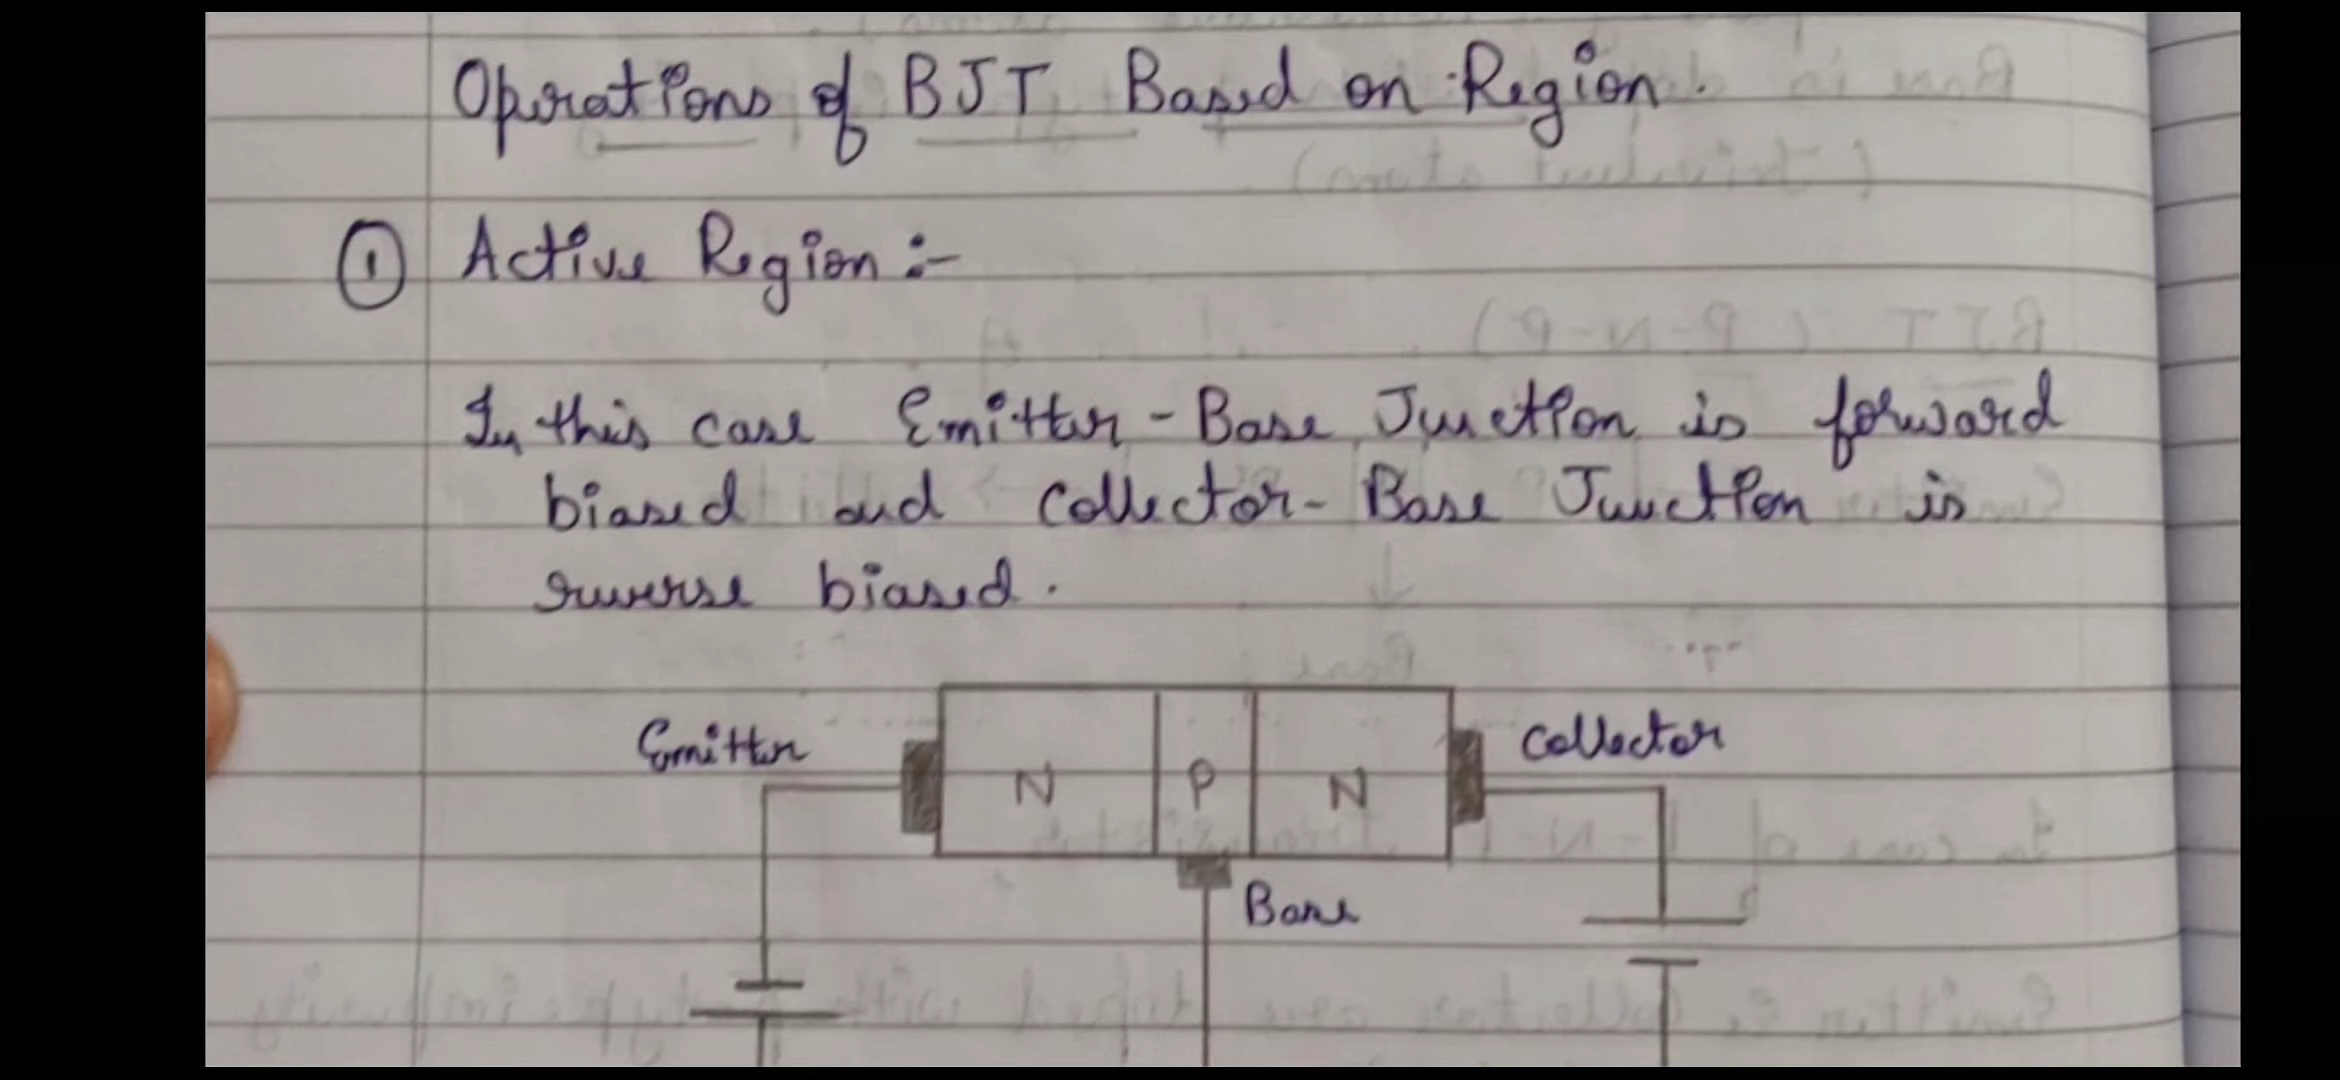 Operations of BJT Based on Region.
① Active Region :-
In this case Emitter - Base Junction is forward
biased and Collector - Base Junction is
reverse biased.
Emitter
Collector
N P N
Base